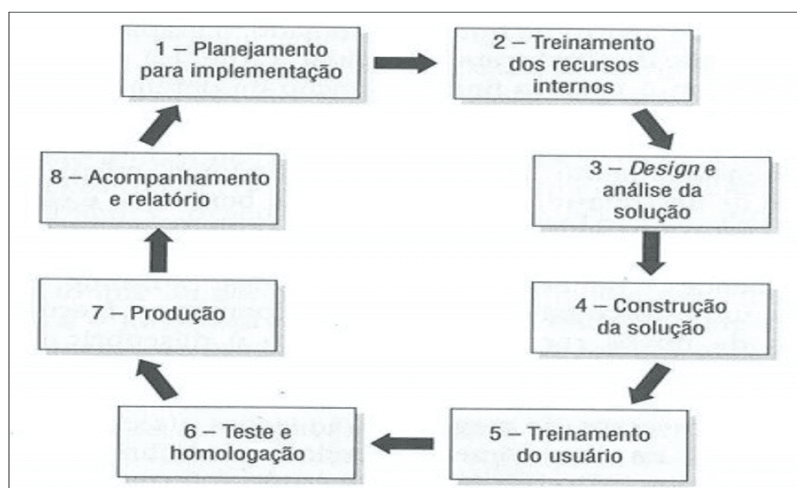 1 – Planejamento
para implementação
2 – Treinamento
dos recursos
internos
3 – Design e
análise da
solução
4 – Construção
da solução
5 – Treinamento
do usuário
6 – Teste e
homologação
7 – Produção
8 – Acompanhamento
e relatório